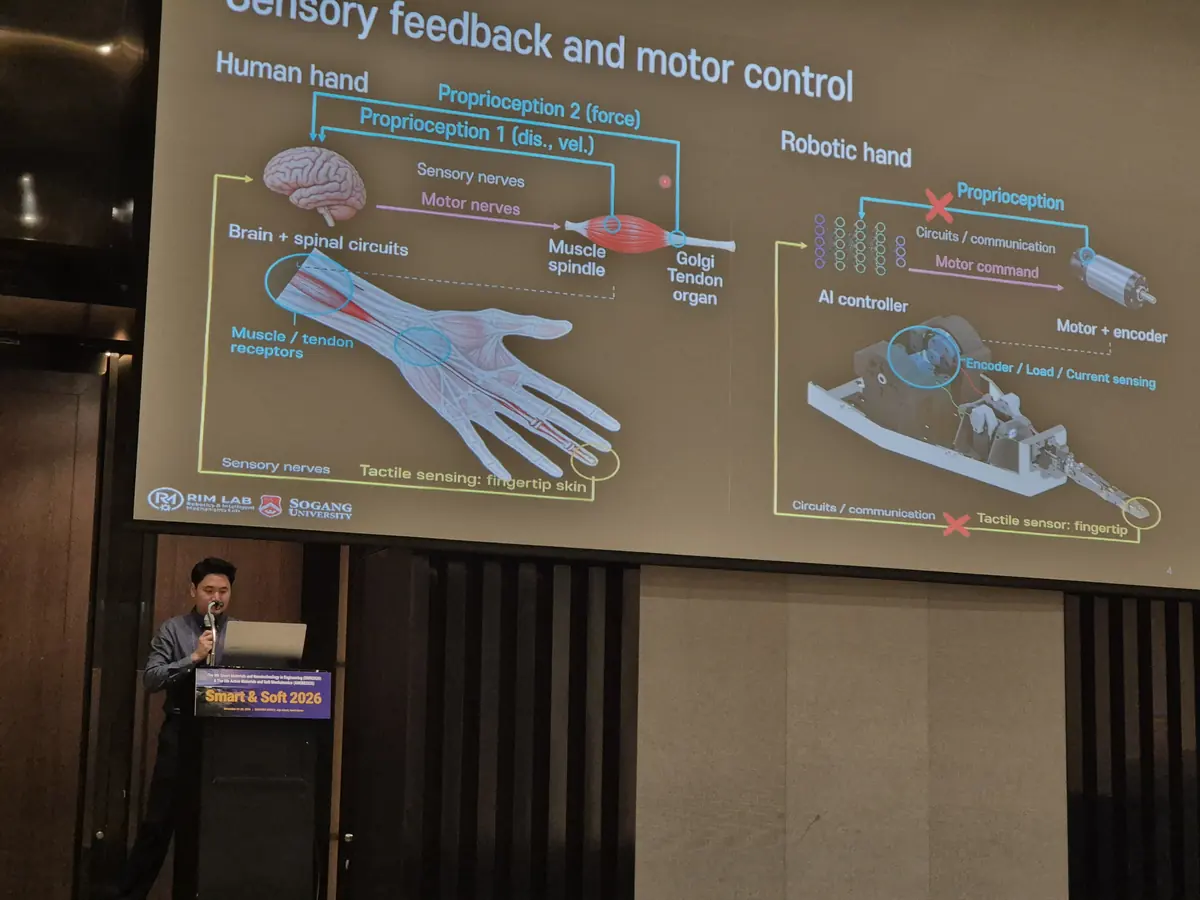 Sensory feedback and motor control
Human hand
Proprioception 2 (force)
Proprioception 1 (dis., vel.)
Sensory nerves
Motor nerves
Brain + spinal circuits
Muscle
spindle
Golgi
Tendon
organ
Muscle / tendon
receptors
Sensory nerves
Tactile sensing: fingertip skin
Robotic hand
Proprioception
Circuits / communication
Motor command
AI controller
Motor + encoder
Encoder / Load / Current sensing
Circuits / communication
Tactile sensor: fingertip
RIM LAB
SOGANG
UNIVERSITY
4
Smart & Soft 2026